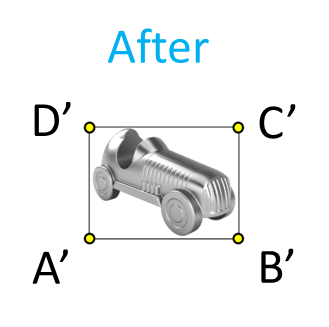 After
D’ C’
A’ B’